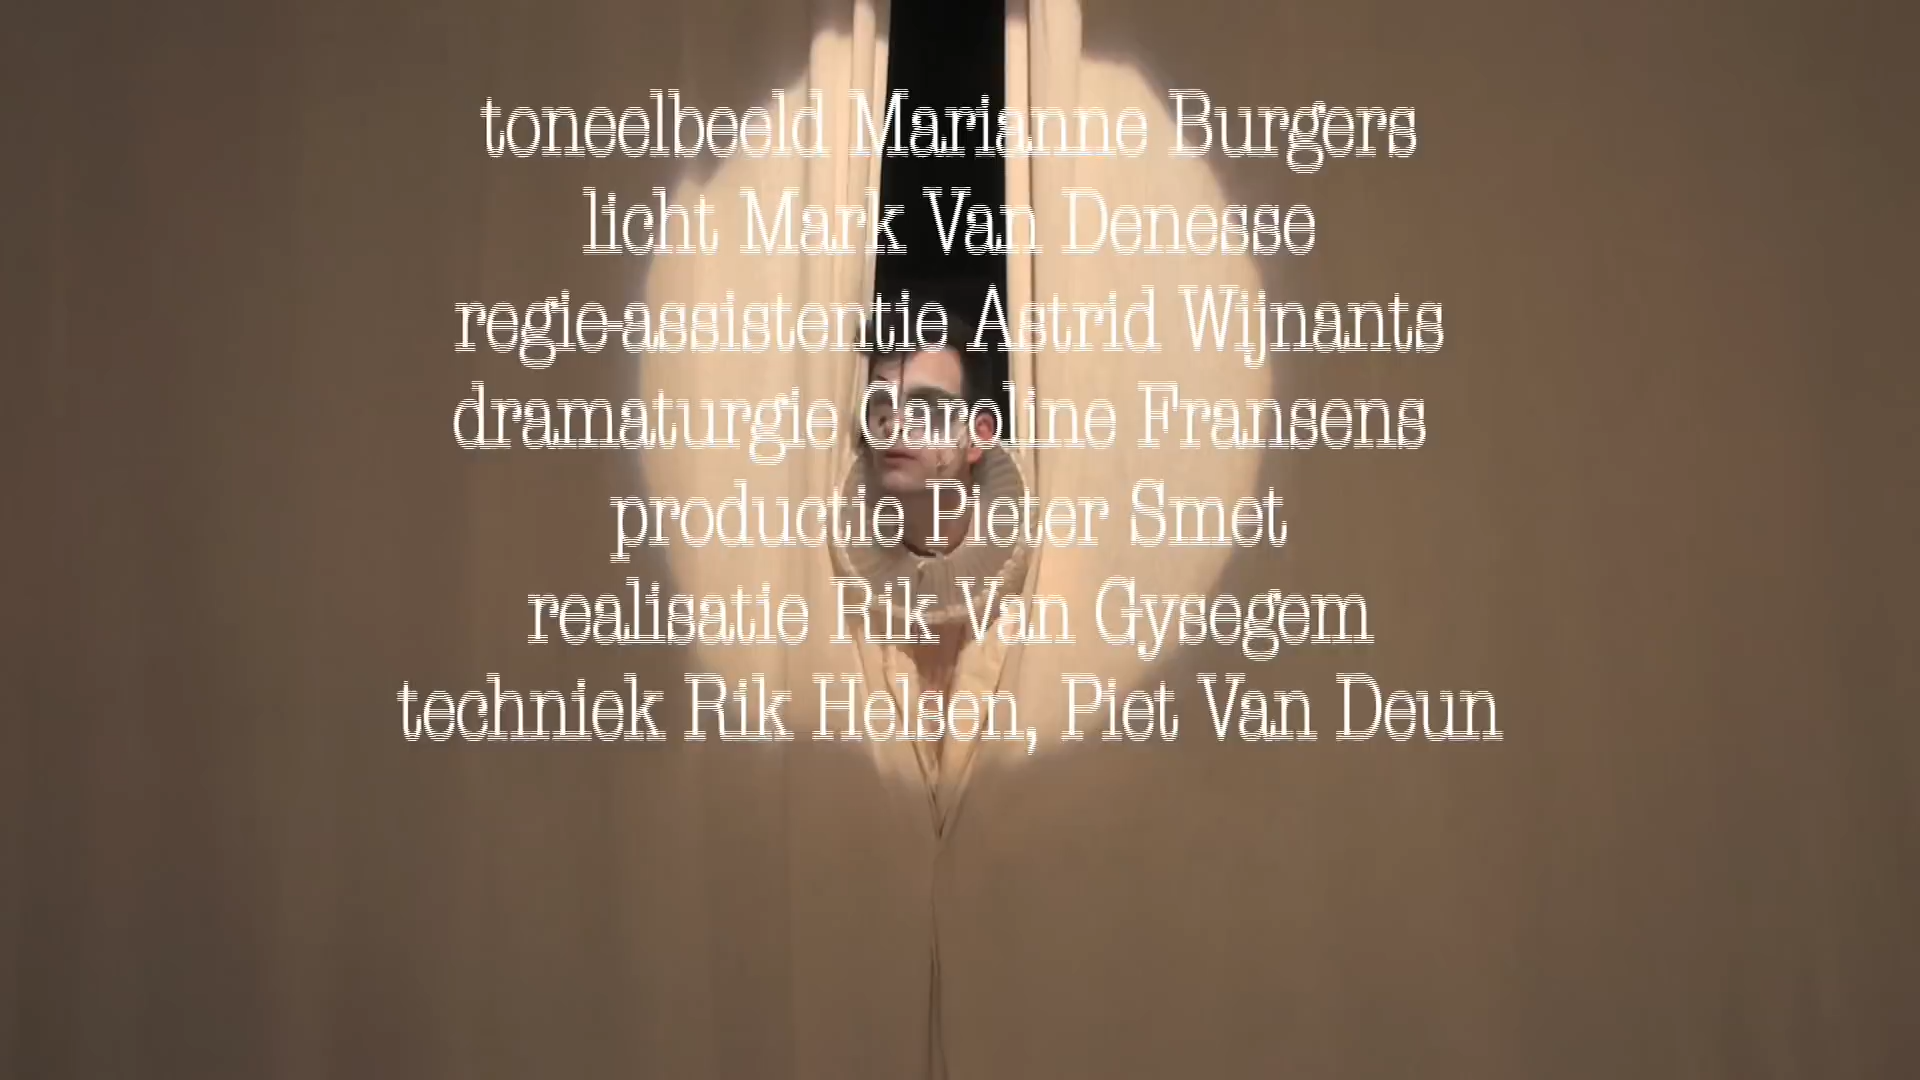 toneelbeeld Marianne Burgers
licht Mark Van Denesse
regie-assistentie Astrid Wijnants
dramaturgie Caroline Fransens
productie Pieter Smet
realisatie Rik Van Gysegem
techniek Rik Helsen, Piet Van Deun